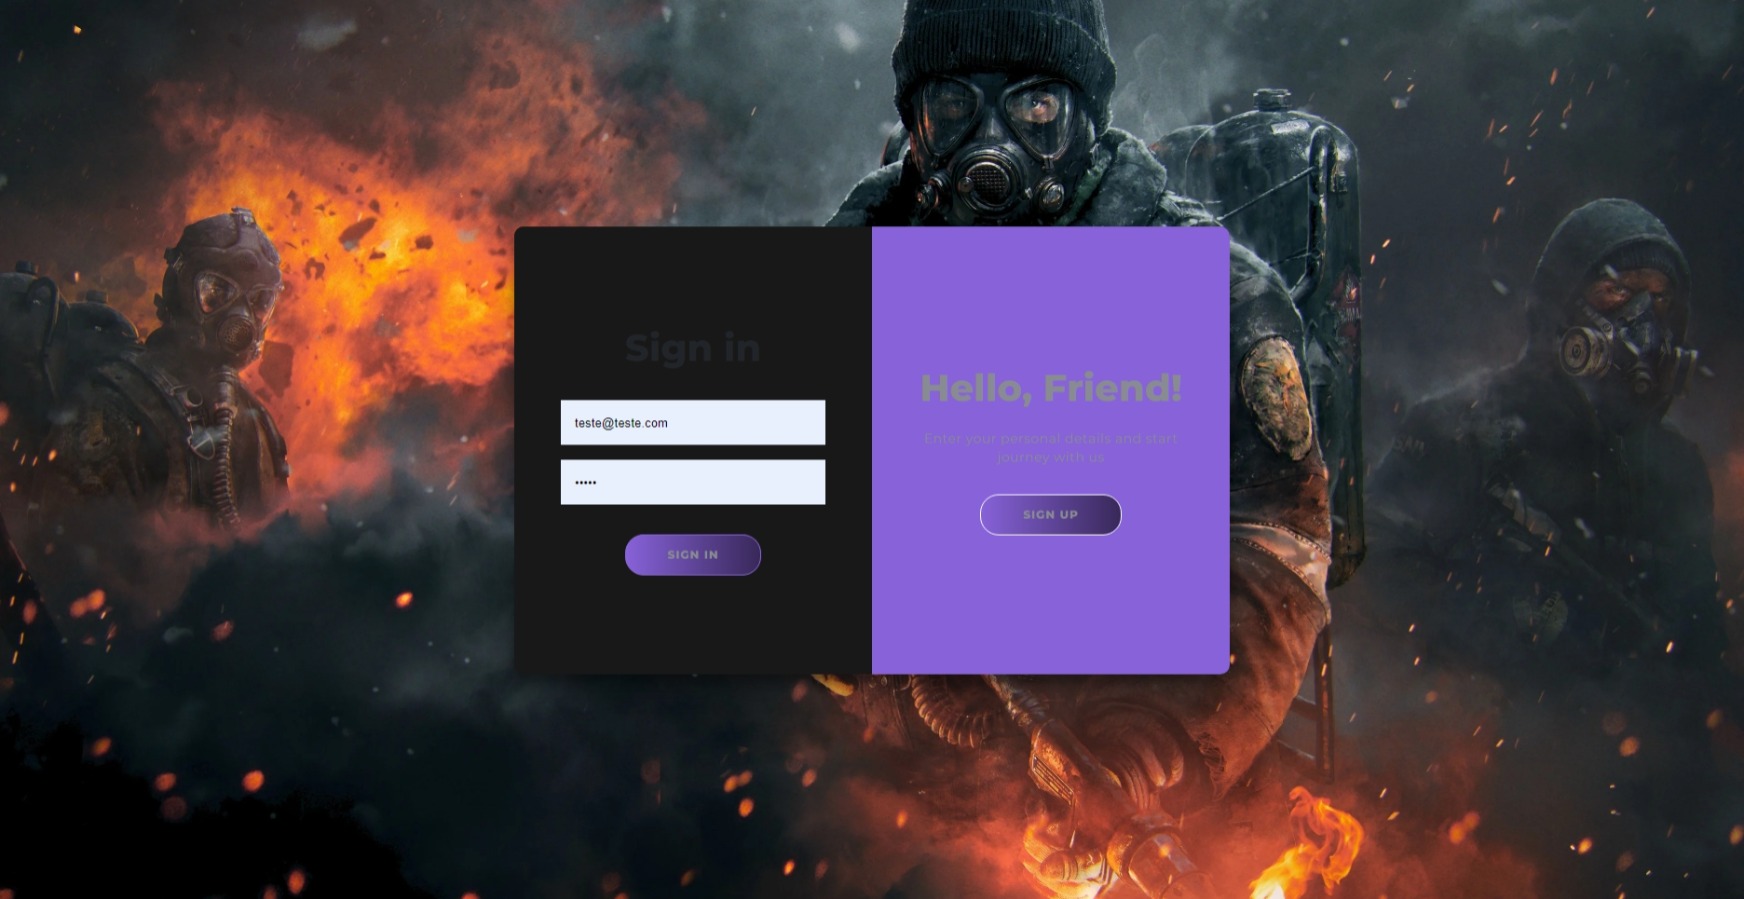 Sign in
teste@teste.com
•••••
SIGN IN
Hello, Friend!
Enter your personal details and start
journey with us
SIGN UP